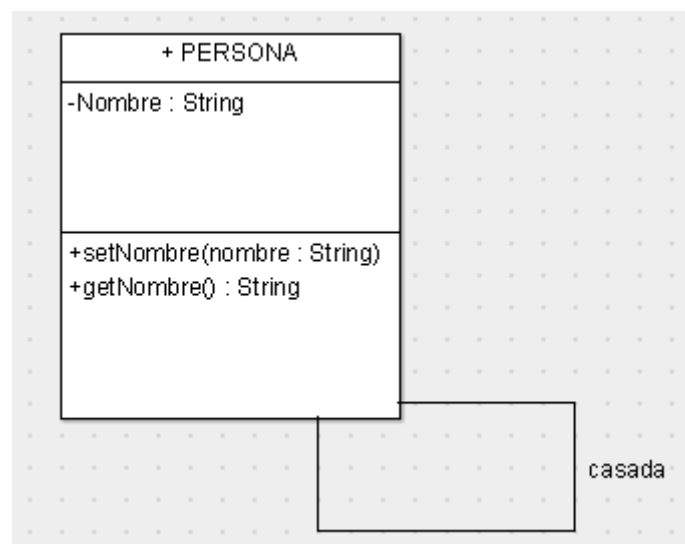 + PERSONA
-Nombre : String
+setNombre(nombre : String)
+getNombre() : String
casada